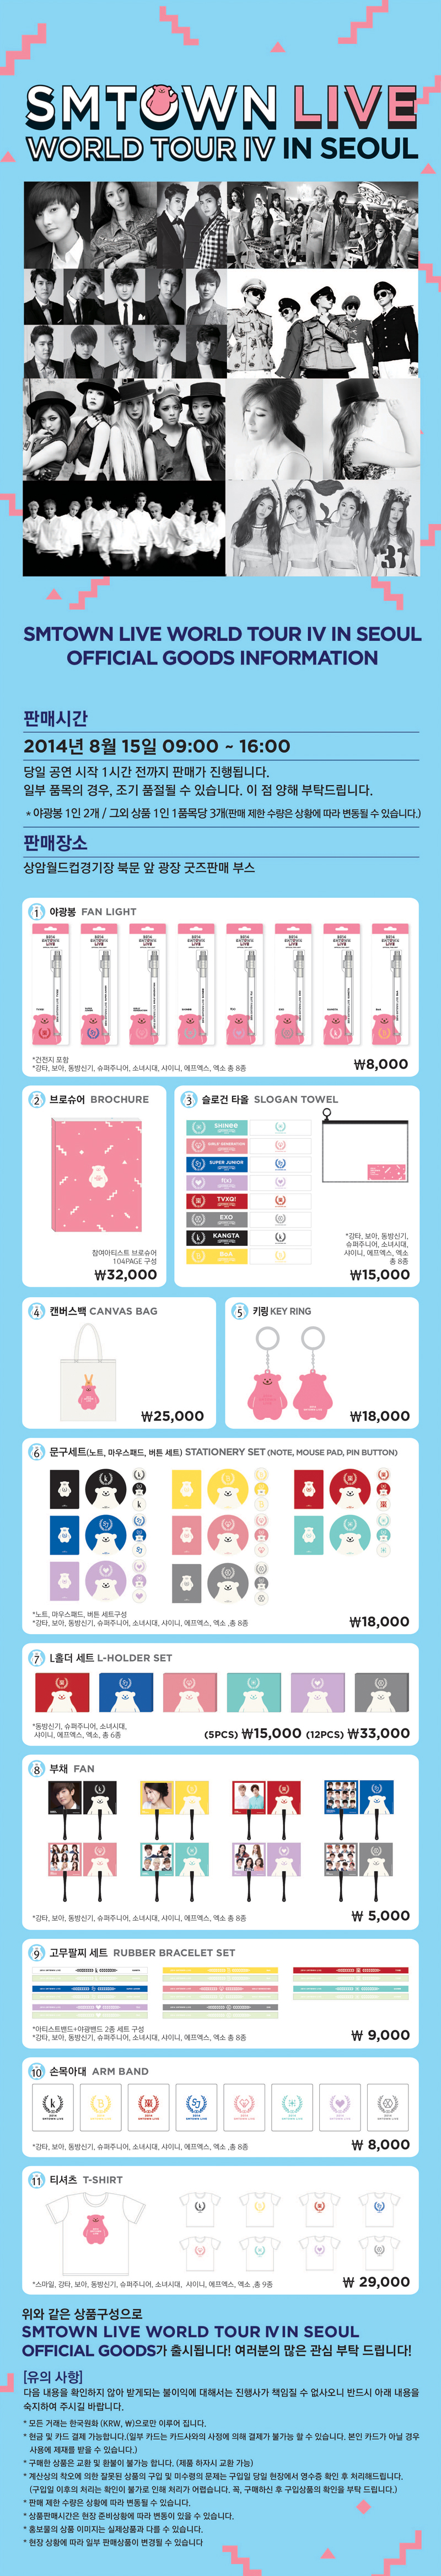 SMTOWN LIVE
WORLD TOUR IV IN SEOUL
SMTOWN LIVE WORLD TOUR IV IN SEOUL
OFFICIAL GOODS INFORMATION
판매시간
2014년 8월 15일 09:00 ~ 16:00
당일 공연 시작 1시간 전까지 판매가 진행됩니다.
일부 품목의 경우, 조기 품절될 수 있습니다. 이 점 양해 부탁드립니다.
* 야광봉 1인 2개 / 그외 상품 1인 1품목당 3개(판매 제한 수량은 상황에 따라 변동될 수 있습니다.)
판매장소
상암월드컵경기장 북문 앞 광장 굿즈판매 부스
1 야광봉 FAN LIGHT
*건전지 포함
*강타, 보아, 동방신기, 슈퍼주니어, 소녀시대, 샤이니, 에프엑스, 엑소 총 8종
₩8,000
2 브로슈어 BROCHURE
참여아티스트 브로슈어
104PAGE 구성
₩32,000
3 슬로건 타올 SLOGAN TOWEL
SHINee
GIRLS' GENERATION
SUPER JUNIOR
f(x)
TVXQ!
EXO
KANGTA
BoA
*강타, 보아, 동방신기,
슈퍼주니어, 소녀시대,
샤이니, 에프엑스, 엑소
총 8종
₩15,000
4 캔버스백 CANVAS BAG
₩25,000
5 키링 KEY RING
₩18,000
6 문구세트(노트, 마우스패드, 버튼 세트) STATIONERY SET (NOTE, MOUSE PAD, PIN BUTTON)
*노트, 마우스패드, 버튼 세트구성
*강타, 보아, 동방신기, 슈퍼주니어, 소녀시대, 샤이니, 에프엑스, 엑소 ,총 8종
₩18,000
7 L홀더 세트 L-HOLDER SET
*동방신기, 슈퍼주니어, 소녀시대,
샤이니, 에프엑스, 엑소, 총 6종
(5PCS) ₩15,000 (12PCS) ₩33,000
8 부채 FAN
*강타, 보아, 동방신기, 슈퍼주니어, 소녀시대, 샤이니, 에프엑스, 엑소 총 8종
₩ 5,000
9 고무팔찌 세트 RUBBER BRACELET SET
*아티스트밴드+야광밴드 2종 세트 구성
*강타, 보아, 동방신기, 슈퍼주니어, 소녀시대, 샤이니, 에프엑스, 엑소 총 8종
₩ 9,000
10 손목아대 ARM BAND
*강타, 보아, 동방신기, 슈퍼주니어, 소녀시대, 샤이니, 에프엑스, 엑소 ,총 8종
₩ 8,000
11 티셔츠 T-SHIRT
*스마일, 강타, 보아, 동방신기, 슈퍼주니어, 소녀시대, 샤이니, 에프엑스, 엑소 ,총 9종
₩ 29,000
위와 같은 상품구성으로
SMTOWN LIVE WORLD TOUR IV IN SEOUL
OFFICIAL GOODS가 출시됩니다! 여러분의 많은 관심 부탁 드립니다!
[유의 사항]
다음 내용을 확인하지 않아 받게되는 불이익에 대해서는 진행사가 책임질 수 없사오니 반드시 아래 내용을
숙지하여 주시길 바랍니다.
* 모든 거래는 한국원화 (KRW, ₩)으로만 이루어 집니다.
* 현금 및 카드 결제 가능합니다.(일부 카드는 카드사와의 사정에 의해 결제가 불가능 할 수 있습니다. 본인 카드가 아닐 경우
사용에 제재를 받을 수 있습니다.)
* 구매한 상품은 교환 및 환불이 불가능 합니다. (제품 하자시 교환 가능)
* 계산상의 착오에 의한 잘못된 상품의 구입 및 미수령의 문제는 구입일 당일 현장에서 영수증 확인 후 처리해드립니다.
(구입일 이후의 처리는 확인이 불가로 인해 처리가 어렵습니다. 꼭, 구매하신 후 구입상품의 확인을 부탁 드립니다.)
* 판매 제한 수량은 상황에 따라 변동될 수 있습니다.
* 상품판매시간은 현장 준비상황에 따라 변동이 있을 수 있습니다.
* 홍보물의 상품 이미지는 실제상품과 다를 수 있습니다.
* 현장 상황에 따라 일부 판매상품이 변경될 수 있습니다